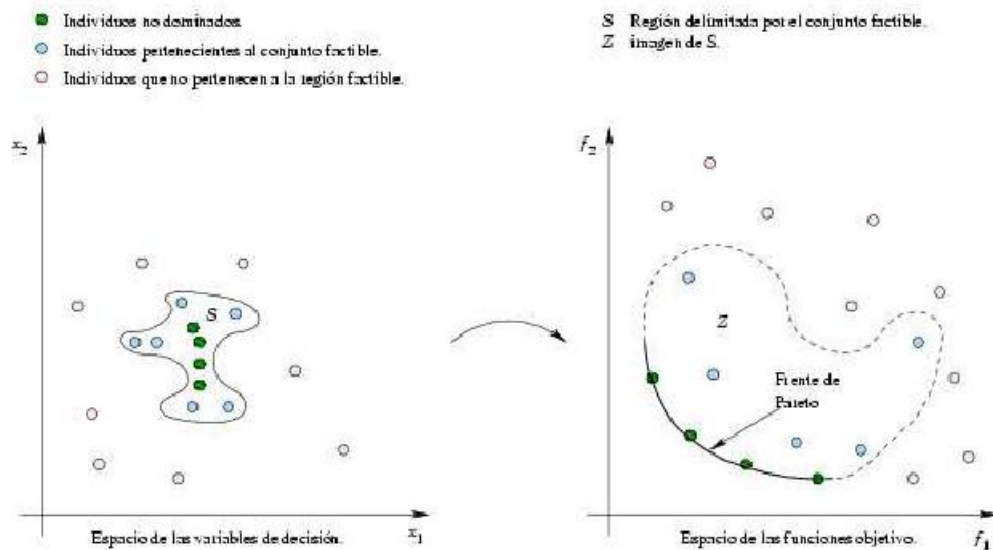 Individuos no dominados
Individuos pertenecientes al conjunto factible.
Individuos que no pertenecen a la región factible.
S Región delimitada por el conjunto factible.
Z imagen de S.
x2
S
x1
Espacio de las variables de decisión.
f2
Z
Frente de
Pareto
f1
Espacio de las funciones objetivo.